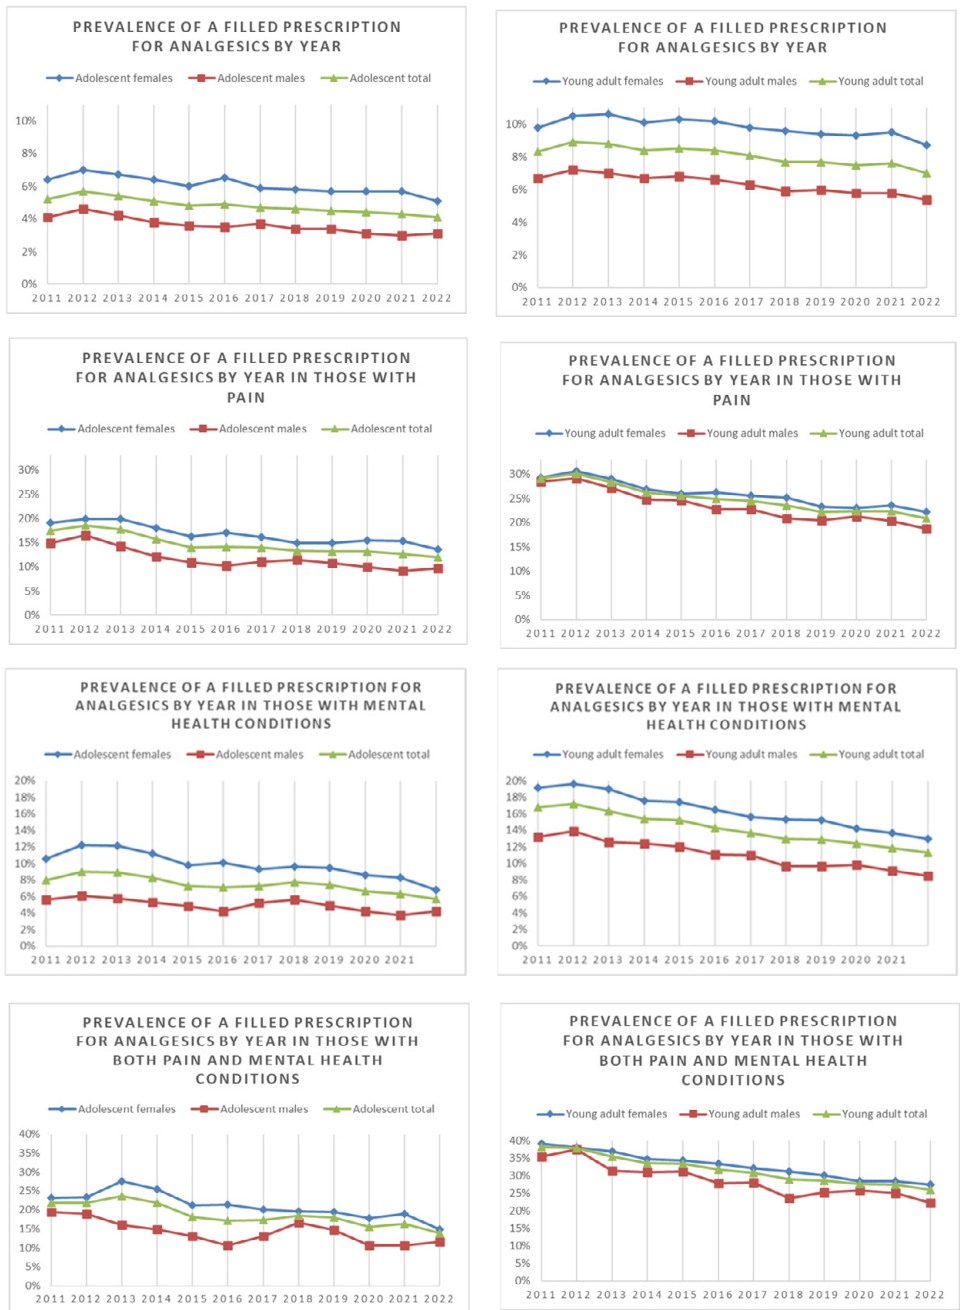 PREVALENCE OF A FILLED PRESCRIPTION
FOR ANALGESICS BY YEAR
Adolescent females Adolescent males Adolescent total
10%
8%
6%
4%
2%
0%
2011 2012 2013 2014 2015 2016 2017 2018 2019 2020 2021 2022
PREVALENCE OF A FILLED PRESCRIPTION
FOR ANALGESICS BY YEAR
Young adult females Young adult males Young adult total
10%
8%
6%
4%
2%
0%
2011 2012 2013 2014 2015 2016 2017 2018 2019 2020 2021 2022
PREVALENCE OF A FILLED PRESCRIPTION
FOR ANALGESICS BY YEAR IN THOSE WITH
PAIN
Adolescent females Adolescent males Adolescent total
30%
25%
20%
15%
10%
5%
0%
2011 2012 2013 2014 2015 2016 2017 2018 2019 2020 2021 2022
PREVALENCE OF A FILLED PRESCRIPTION
FOR ANALGESICS BY YEAR IN THOSE WITH
PAIN
Young adult females Young adult males Young adult total
30%
25%
20%
15%
10%
5%
0%
2011 2012 2013 2014 2015 2016 2017 2018 2019 2020 2021 2022
PREVALENCE OF A FILLED PRESCRIPTION FOR
ANALGESICS BY YEAR IN THOSE WITH MENTAL
HEALTH CONDITIONS
Adolescent females Adolescent males Adolescent total
20%
18%
16%
14%
12%
10%
8%
6%
4%
2%
0%
2011 2012 2013 2014 2015 2016 2017 2018 2019 2020 2021
PREVALENCE OF A FILLED PRESCRIPTION FOR
ANALGESICS BY YEAR IN THOSE WITH MENTAL
HEALTH CONDITIONS
Young adult females Young adult males Young adult total
20%
18%
16%
14%
12%
10%
8%
6%
4%
2%
0%
2011 2012 2013 2014 2015 2016 2017 2018 2019 2020 2021
PREVALENCE OF A FILLED PRESCRIPTION
FOR ANALGESICS BY YEAR IN THOSE WITH
BOTH PAIN AND MENTAL HEALTH
CONDITIONS
Adolescent females Adolescent males Adolescent total
40%
35%
30%
25%
20%
15%
10%
5%
0%
2011 2012 2013 2014 2015 2016 2017 2018 2019 2020 2021 2022
PREVALENCE OF A FILLED PRESCRIPTION
FOR ANALGESICS BY YEAR IN THOSE WITH
BOTH PAIN AND MENTAL HEALTH
CONDITIONS
Young adult females Young adult males Young adult total
40%
35%
30%
25%
20%
15%
10%
5%
0%
2011 2012 2013 2014 2015 2016 2017 2018 2019 2020 2021 2022